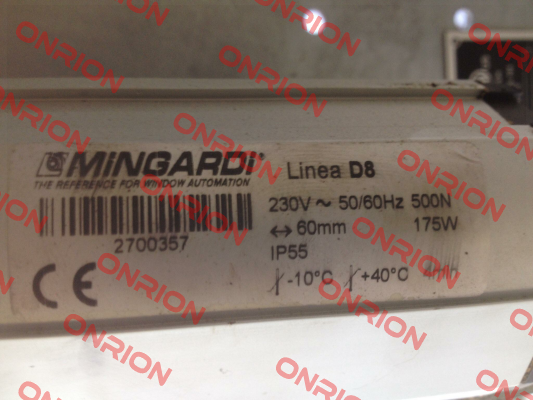 MiNGARDi
THE REFERENCE FOR WINDOW AUTOMATION
2700357
CE
Linea D8
230V ~ 50/60Hz 500N
↔ 60mm 175W
IP55
-10°C +40°C
ONRION